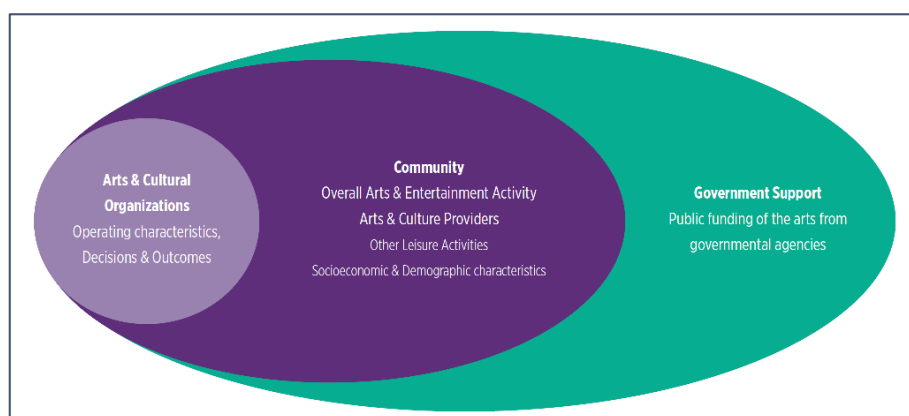 Arts & Cultural
Organizations
Operating characteristics,
Decisions & Outcomes
Community
Overall Arts & Entertainment Activity
Arts & Culture Providers
Other Leisure Activities
Socioeconomic & Demographic characteristics
Government Support
Public funding of the arts from
governmental agencies